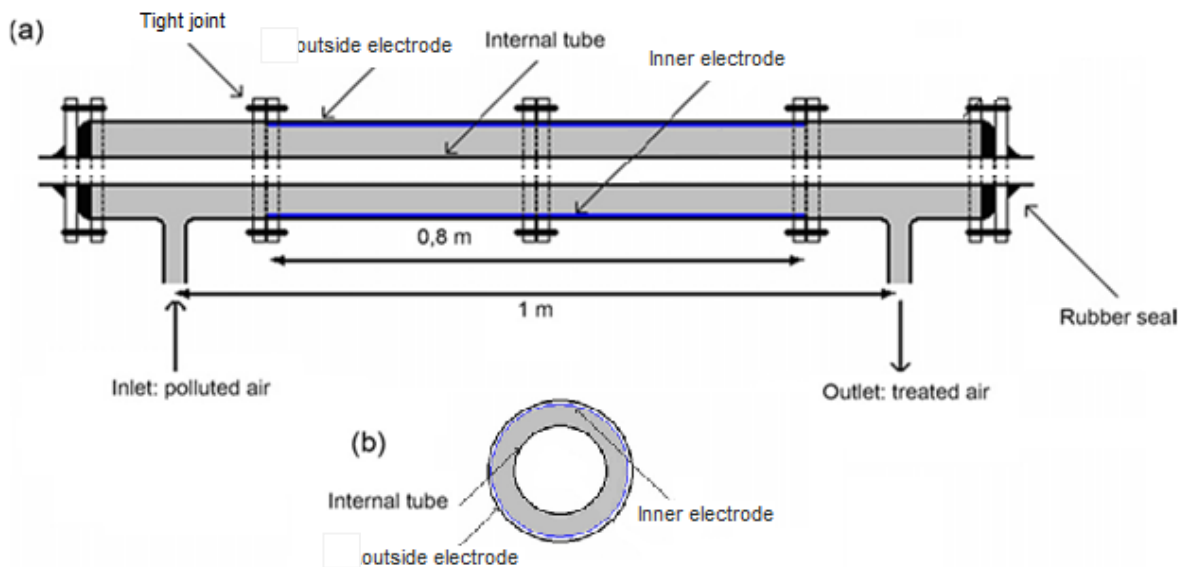 (a)
Tight joint
outside electrode
Internal tube
Inner electrode
0,8 m
1 m
Rubber seal
Inlet: polluted air
Outlet: treated air
(b)
Internal tube
Inner electrode
outside electrode